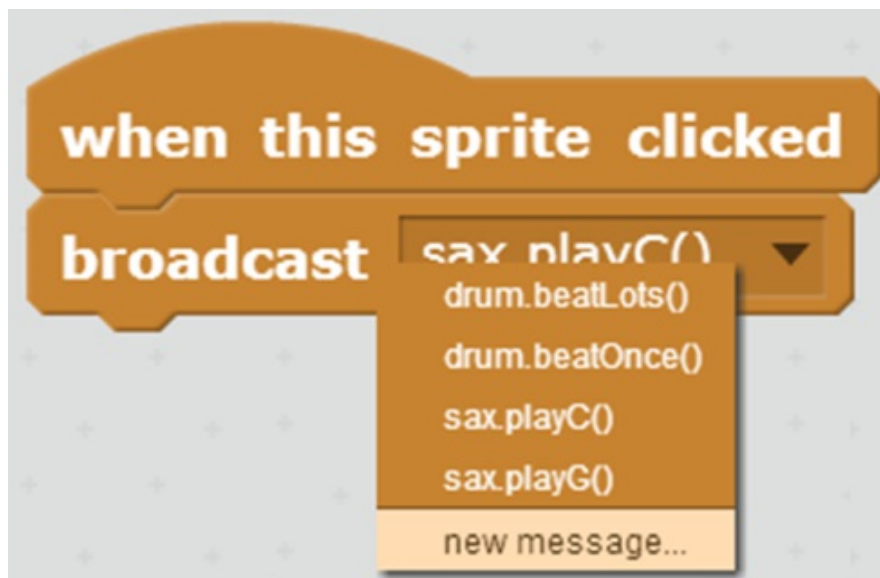 when this sprite clicked
broadcast sax.playC()
drum.beatLots()
drum.beatOnce()
sax.playC()
sax.playG()
new message...